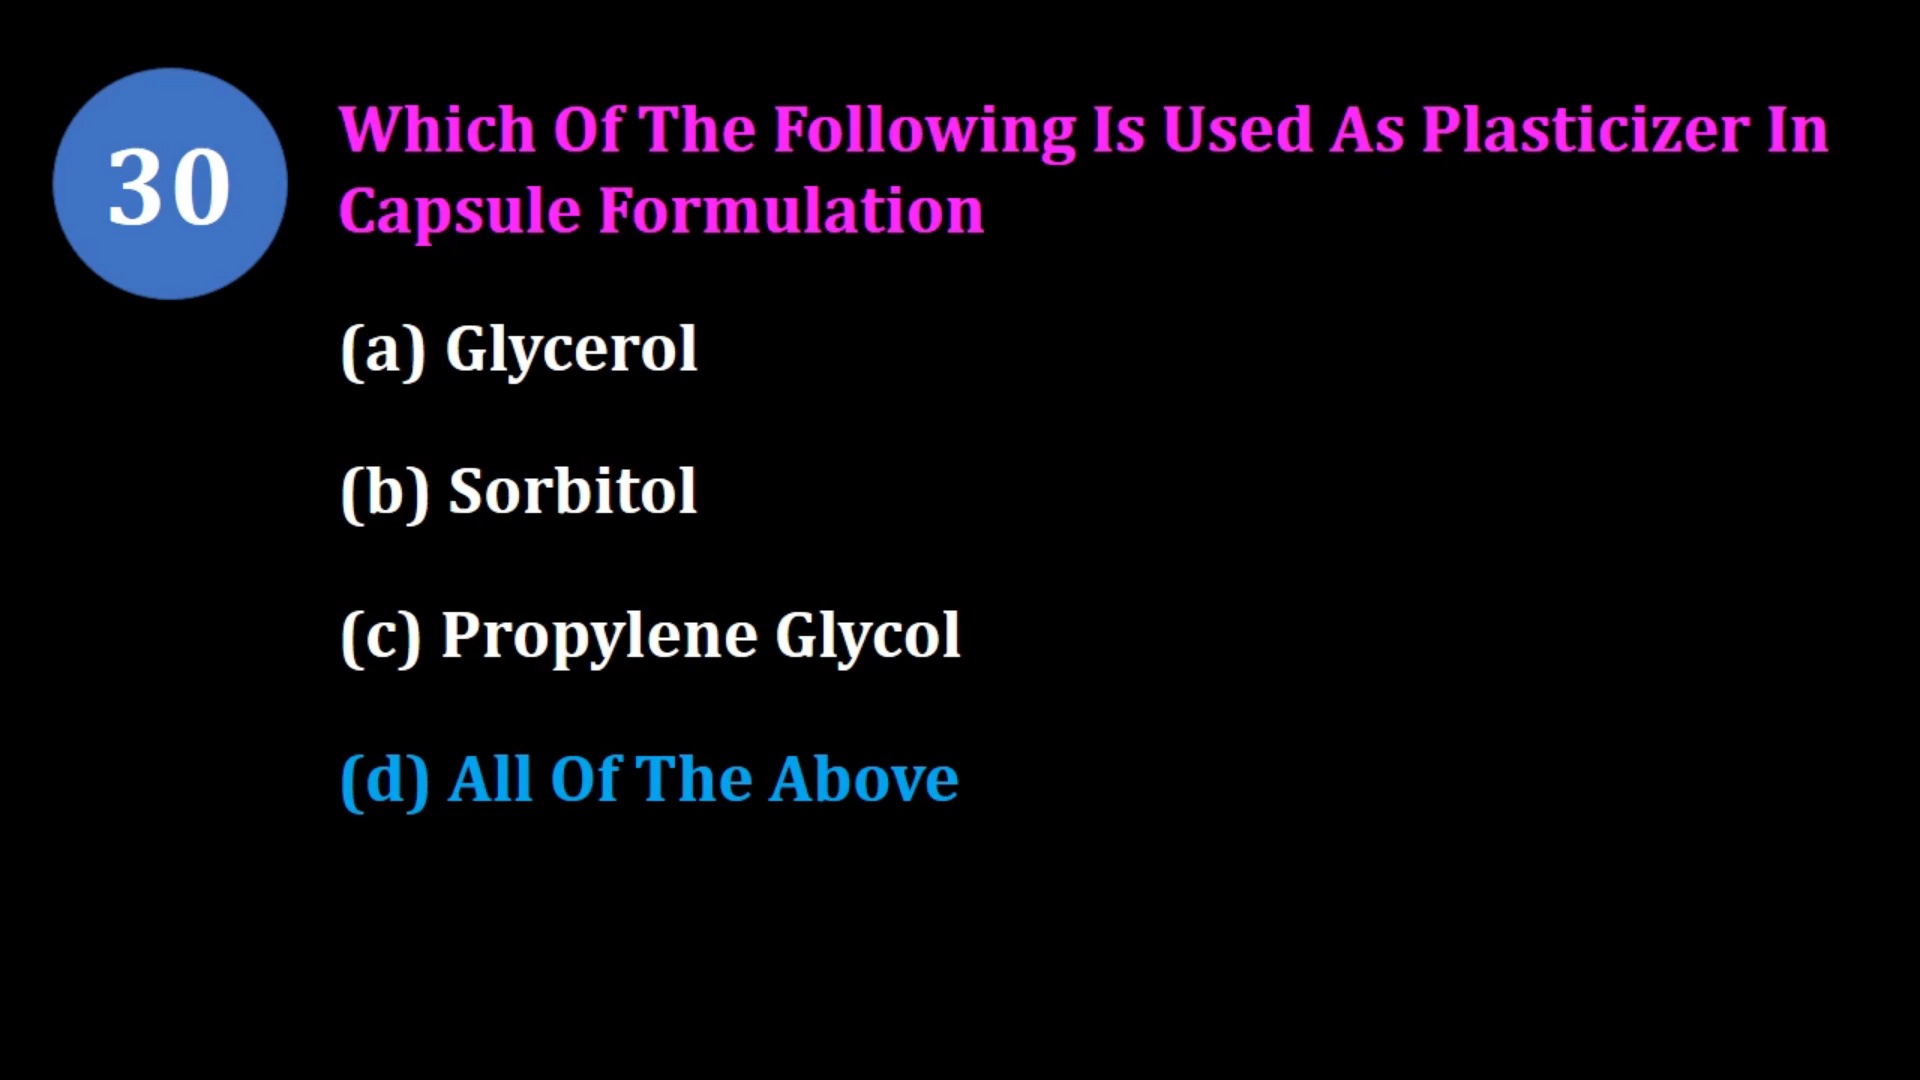 30
Which Of The Following Is Used As Plasticizer In
Capsule Formulation
(a) Glycerol
(b) Sorbitol
(c) Propylene Glycol
(d) All Of The Above